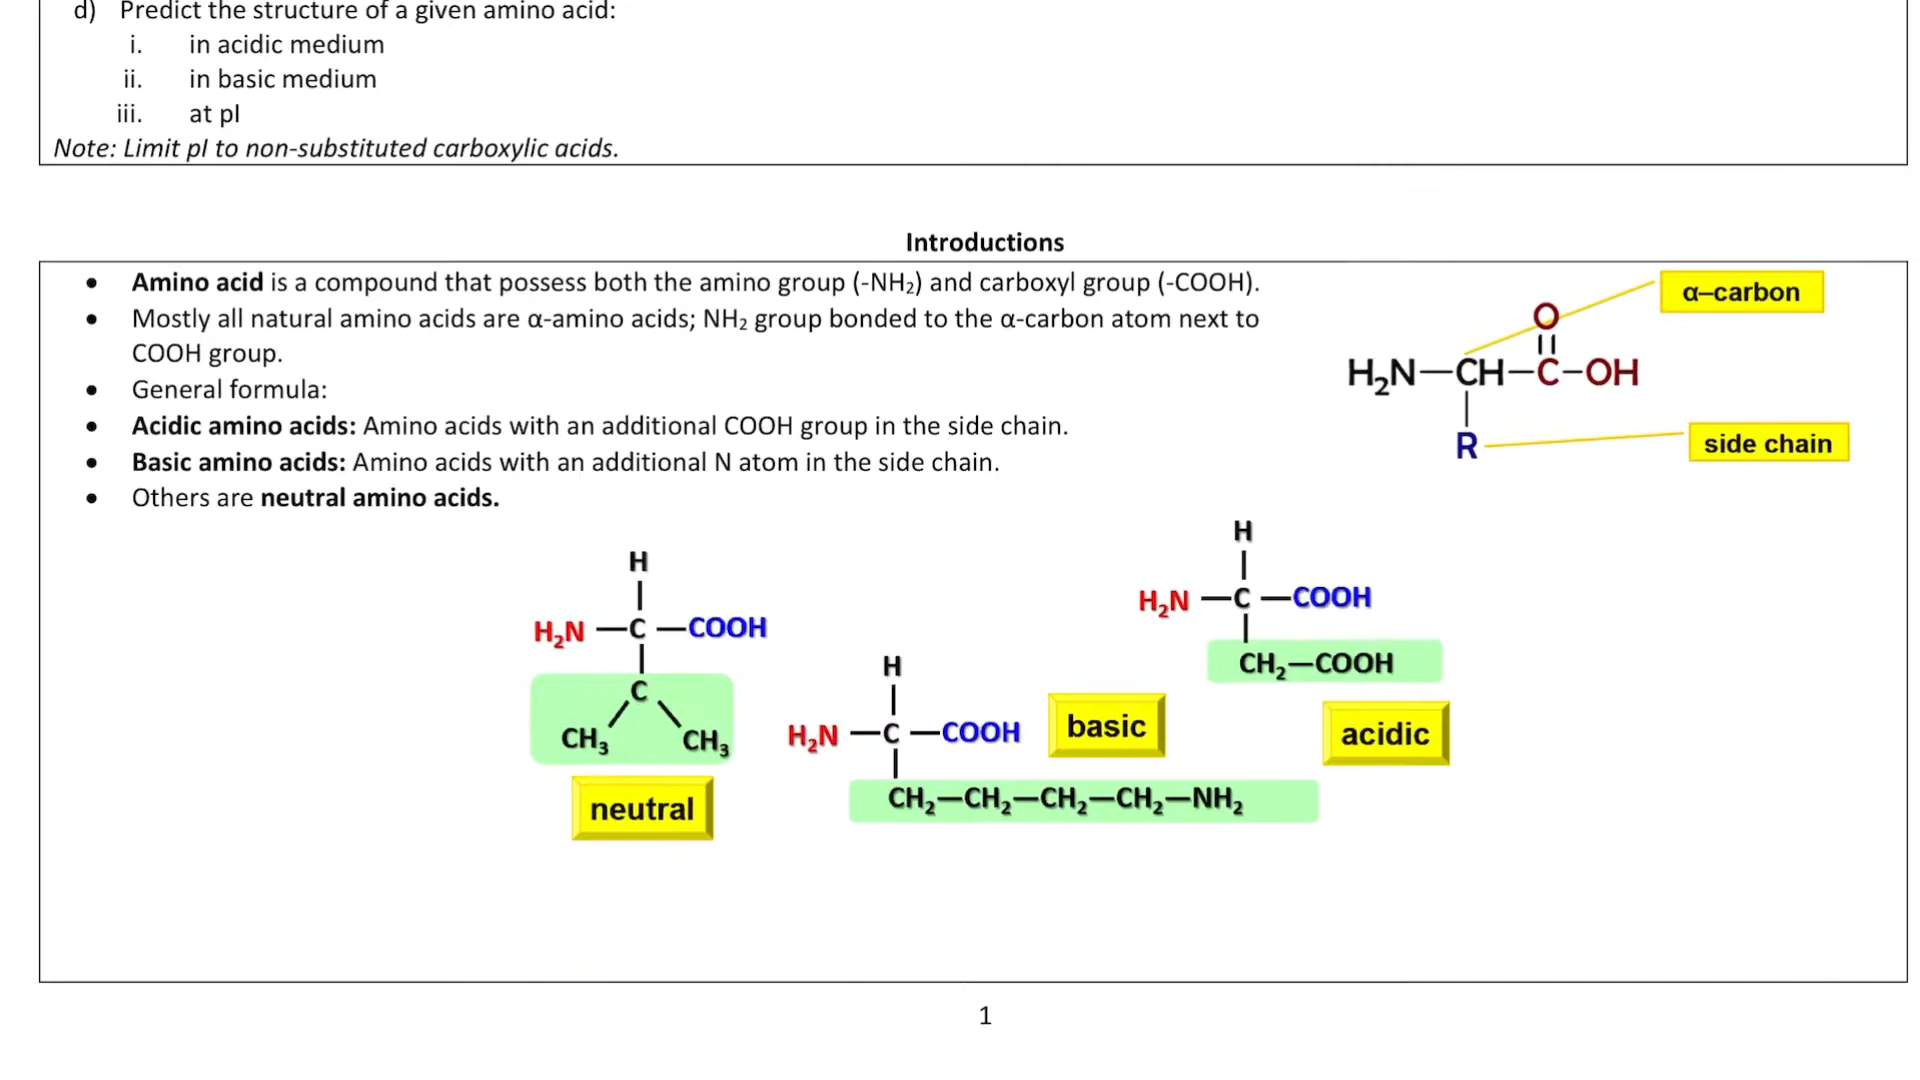 d) Predict the structure of a given amino acid:
i. in acidic medium
ii. in basic medium
iii. at pI
Note: Limit pI to non-substituted carboxylic acids.
Introductions
• Amino acid is a compound that possess both the amino group (-NH₂) and carboxyl group (-COOH).
• Mostly all natural amino acids are α-amino acids; NH₂ group bonded to the α-carbon atom next to
COOH group.
• General formula:
• Acidic amino acids: Amino acids with an additional COOH group in the side chain.
• Basic amino acids: Amino acids with an additional N atom in the side chain.
• Others are neutral amino acids.
α–carbon
O
H₂N—CH—C—OH
R
side chain
H
H₂N —C —COOH
C
CH₃ CH₃
neutral
H
H₂N —C —COOH
CH₂—CH₂—CH₂—CH₂—NH₂
basic
H
H₂N —C —COOH
CH₂—COOH
acidic
1